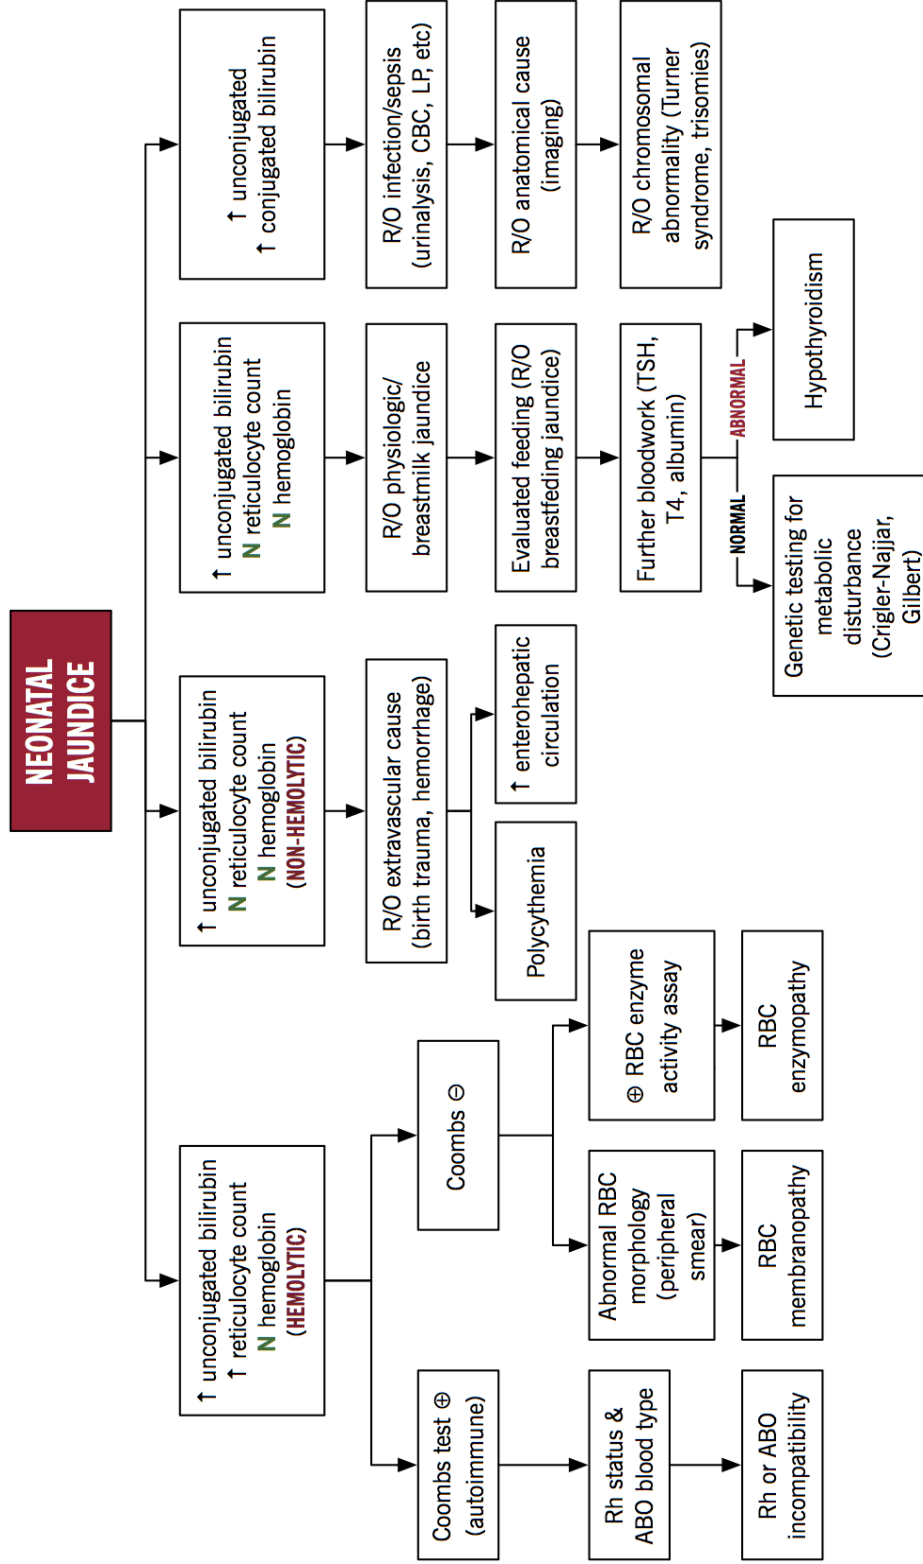 NEONATAL
JAUNDICE
↑ unconjugated bilirubin
↑ reticulocyte count
N hemoglobin
(HEMOLYTIC)
Coombs test ⊕
(autoimmune)
Rh status &
ABO blood type
Rh or ABO
incompatibility
Coombs ⊖
Abnormal RBC
morphology
(peripheral
smear)
RBC
membranopathy
⊕ RBC enzyme
activity assay
RBC
enzymopathy
↑ unconjugated bilirubin
N reticulocyte count
N hemoglobin
(NON-HEMOLYTIC)
R/O extravascular cause
(birth trauma, hemorrhage)
Polycythemia
↑ enterohepatic
circulation
↑ unconjugated bilirubin
N reticulocyte count
N hemoglobin
R/O physiologic/
breastmilk jaundice
Evaluated feeding (R/O
breastfeding jaundice)
Further bloodwork (TSH,
T4, albumin)
NORMAL
ABNORMAL
Genetic testing for
metabolic
disturbance
(Crigler-Najjar,
Gilbert)
Hypothyroidism
↑ unconjugated
↑ conjugated bilirubin
R/O infection/sepsis
(urinalysis, CBC, LP, etc)
R/O anatomical cause
(imaging)
R/O chromosomal
abnormality (Turner
syndrome, trisomies)